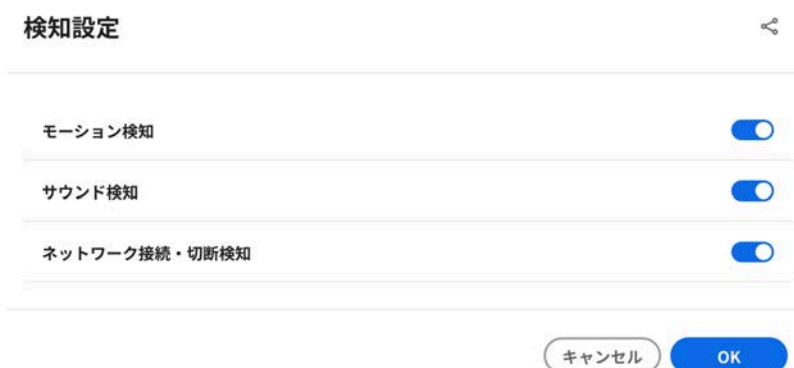 検知設定
モーション検知
サウンド検知
ネットワーク接続・切断検知
キャンセル
OK